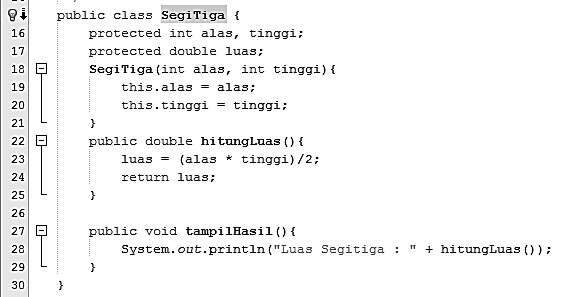 public class SegiTiga {
16 protected int alas, tinggi;
17 protected double luas;
18 SegiTiga(int alas, int tinggi){
19 this.alas = alas;
20 this.tinggi = tinggi;
21 }
22 public double hitungLuas(){
23 luas = (alas * tinggi)/2;
24 return luas;
25 }
26
27 public void tampilHasil(){
28 System.out.println("Luas Segitiga : " + hitungLuas());
29 }
30 }